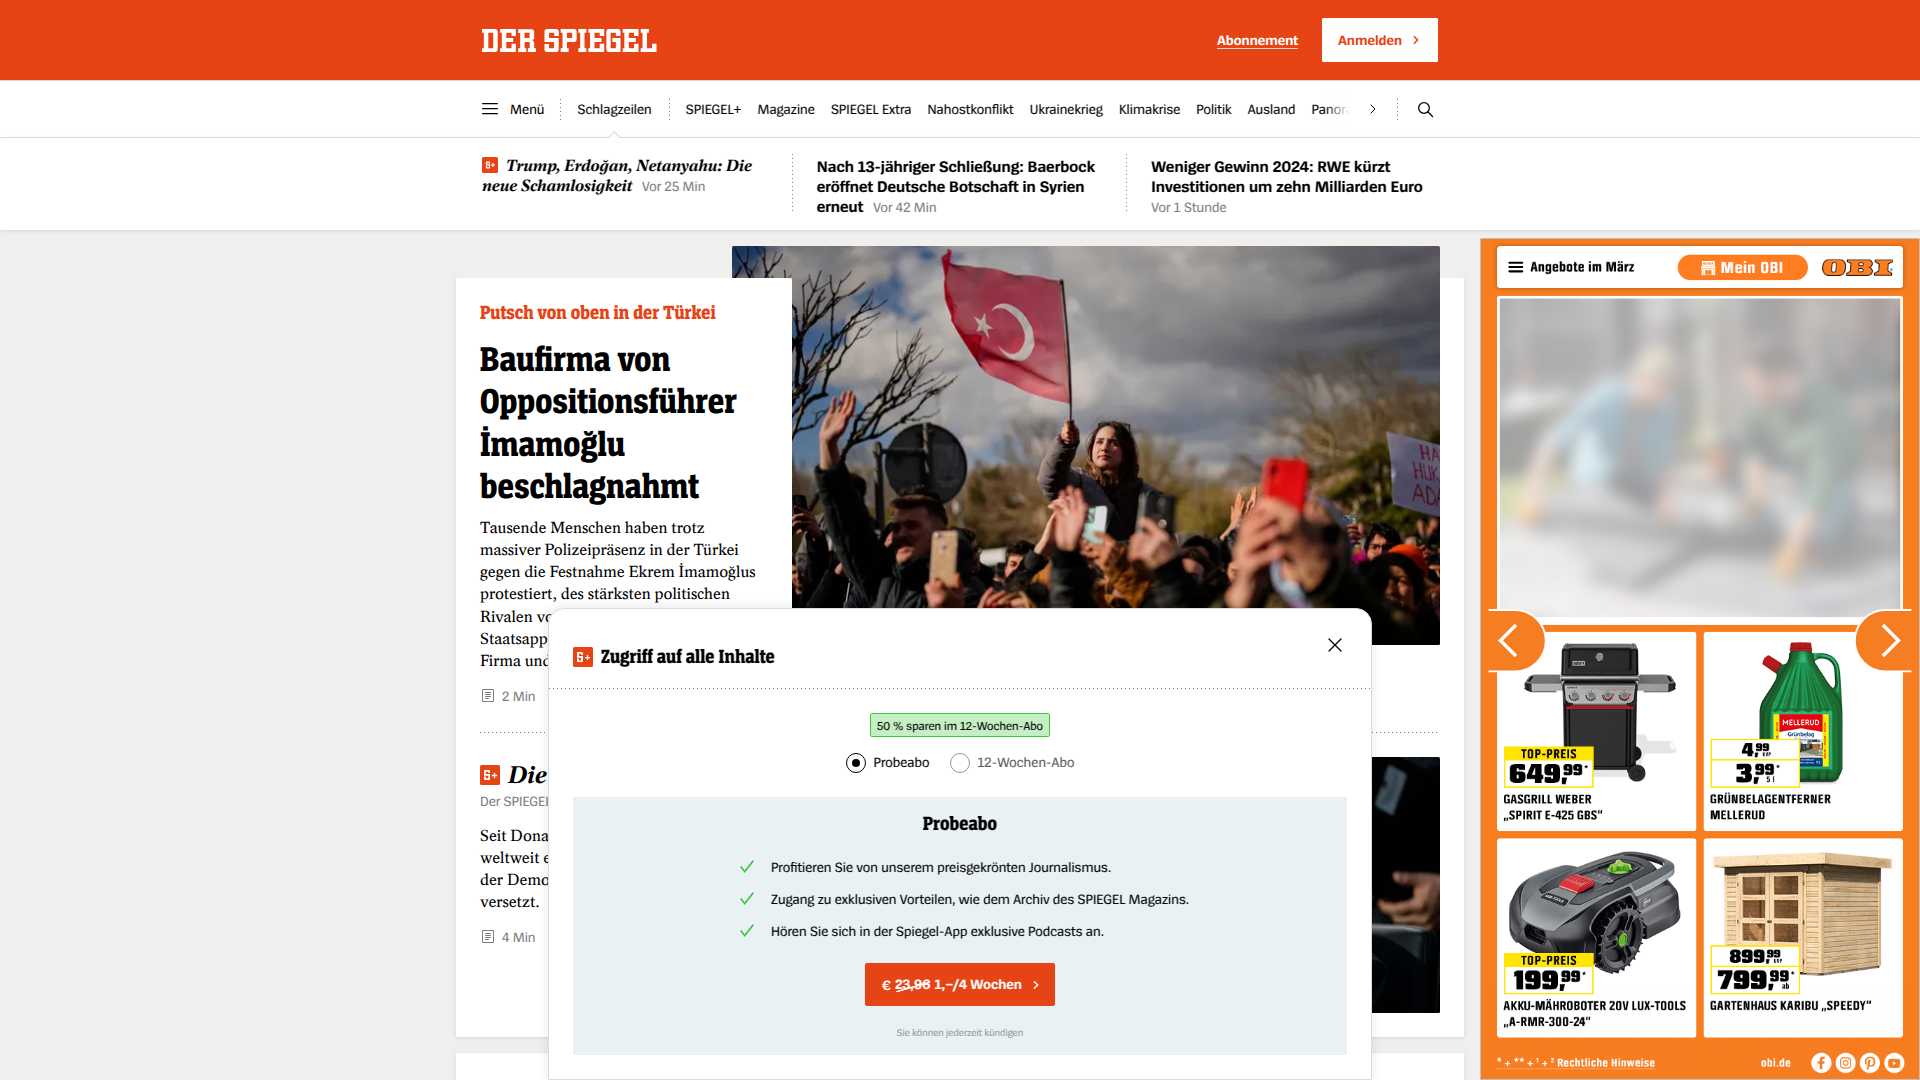 DER SPIEGEL
Abonnement
Anmelden
Menü
Schlagzeilen
SPIEGEL+
Magazine
SPIEGEL Extra
Nahostkonflikt
Ukrainekrieg
Klimakrise
Politik
Ausland
Panor
Trump, Erdoğan, Netanyahu: Die
neue Schamlosigkeit Vor 25 Min
Nach 13-jähriger Schließung: Baerbock
eröffnet Deutsche Botschaft in Syrien
erneut Vor 42 Min
Weniger Gewinn 2024: RWE kürzt
Investitionen um zehn Milliarden Euro
Vor 1 Stunde
Putsch von oben in der Türkei
Baufirma von
Oppositionsführer
İmamoğlu
beschlagnahmt
Tausende Menschen haben trotz
massiver Polizeipräsenz in der Türkei
gegen die Festnahme Ekrem İmamoğlus
protestiert, des stärksten politischen
Rivalen vo
Staatsapp
Firma und
2 Min
Die
Der SPIEGEL
Seit Dona
weltweit e
der Demo
versetzt.
4 Min
Zugriff auf alle Inhalte
50 % sparen im 12-Wochen-Abo
Probeabo
12-Wochen-Abo
Probeabo
Profitieren Sie von unserem preisgekrönten Journalismus.
Zugang zu exklusiven Vorteilen, wie dem Archiv des SPIEGEL Magazins.
Hören Sie sich in der Spiegel-App exklusive Podcasts an.
€ 23,96 1,–/4 Wochen
Sie können jederzeit kündigen
Angebote im März
Mein OBI
OBI
TOP-PREIS
649,99*
GASGRILL WEBER
„SPIRIT E-425 GBS“
MELLERUD
Grünbelag
4,99
3,99*
5 l
GRÜNBELAGENTFERNER
MELLERUD
TOP-PREIS
199,99*
AKKU-MÄHROBOTER 20V LUX-TOOLS
„A-RMR-300-24“
899,99
799,99*
ab
GARTENHAUS KARIBU „SPEEDY“
* + ** + ¹ + ² Rechtliche Hinweise
obi.de